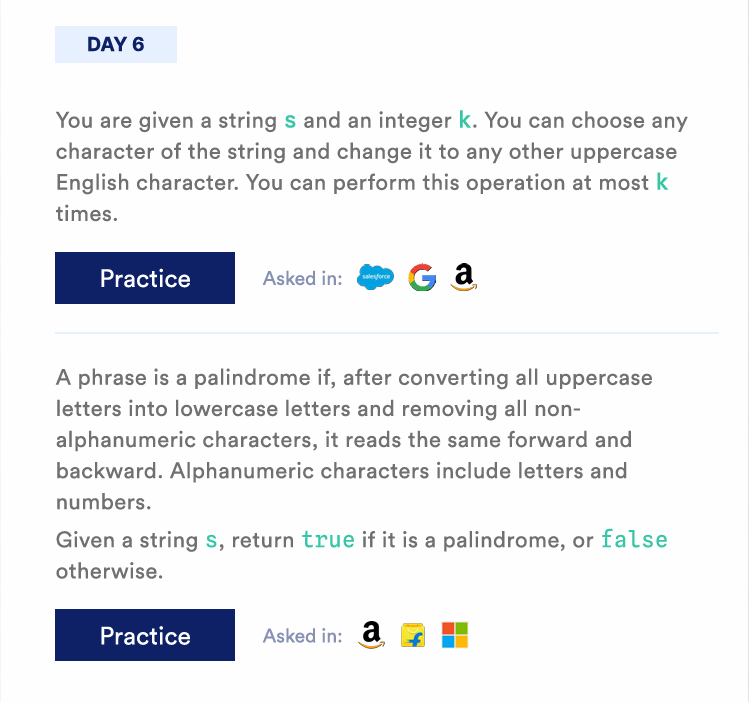 DAY 6
You are given a string s and an integer k. You can choose any
character of the string and change it to any other uppercase
English character. You can perform this operation at most k
times.
Practice
Asked in:
salesforce
A phrase is a palindrome if, after converting all uppercase
letters into lowercase letters and removing all non-
alphanumeric characters, it reads the same forward and
backward. Alphanumeric characters include letters and
numbers.
Given a string s, return true if it is a palindrome, or false
otherwise.
Practice
Asked in: